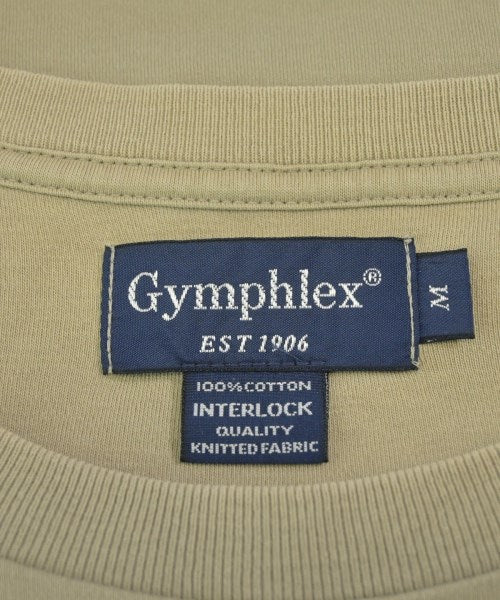 Gymphlex®
EST 1906
M
100% COTTON
INTERLOCK
QUALITY
KNITTED FABRIC